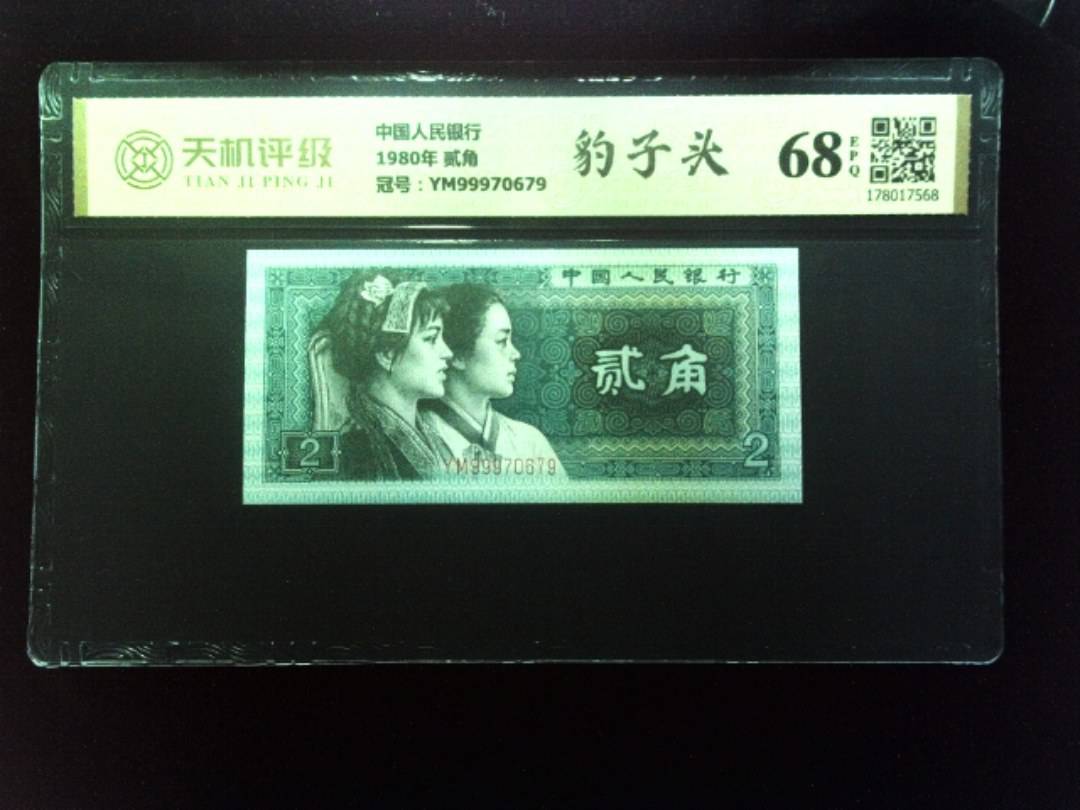 天机评级
TIAN JI PING JI
中国人民银行
1980年 贰角
冠号：YM99970679
豹子头
68
EPQ
178017568
中国人民银行
贰角
2
2
YM99970679